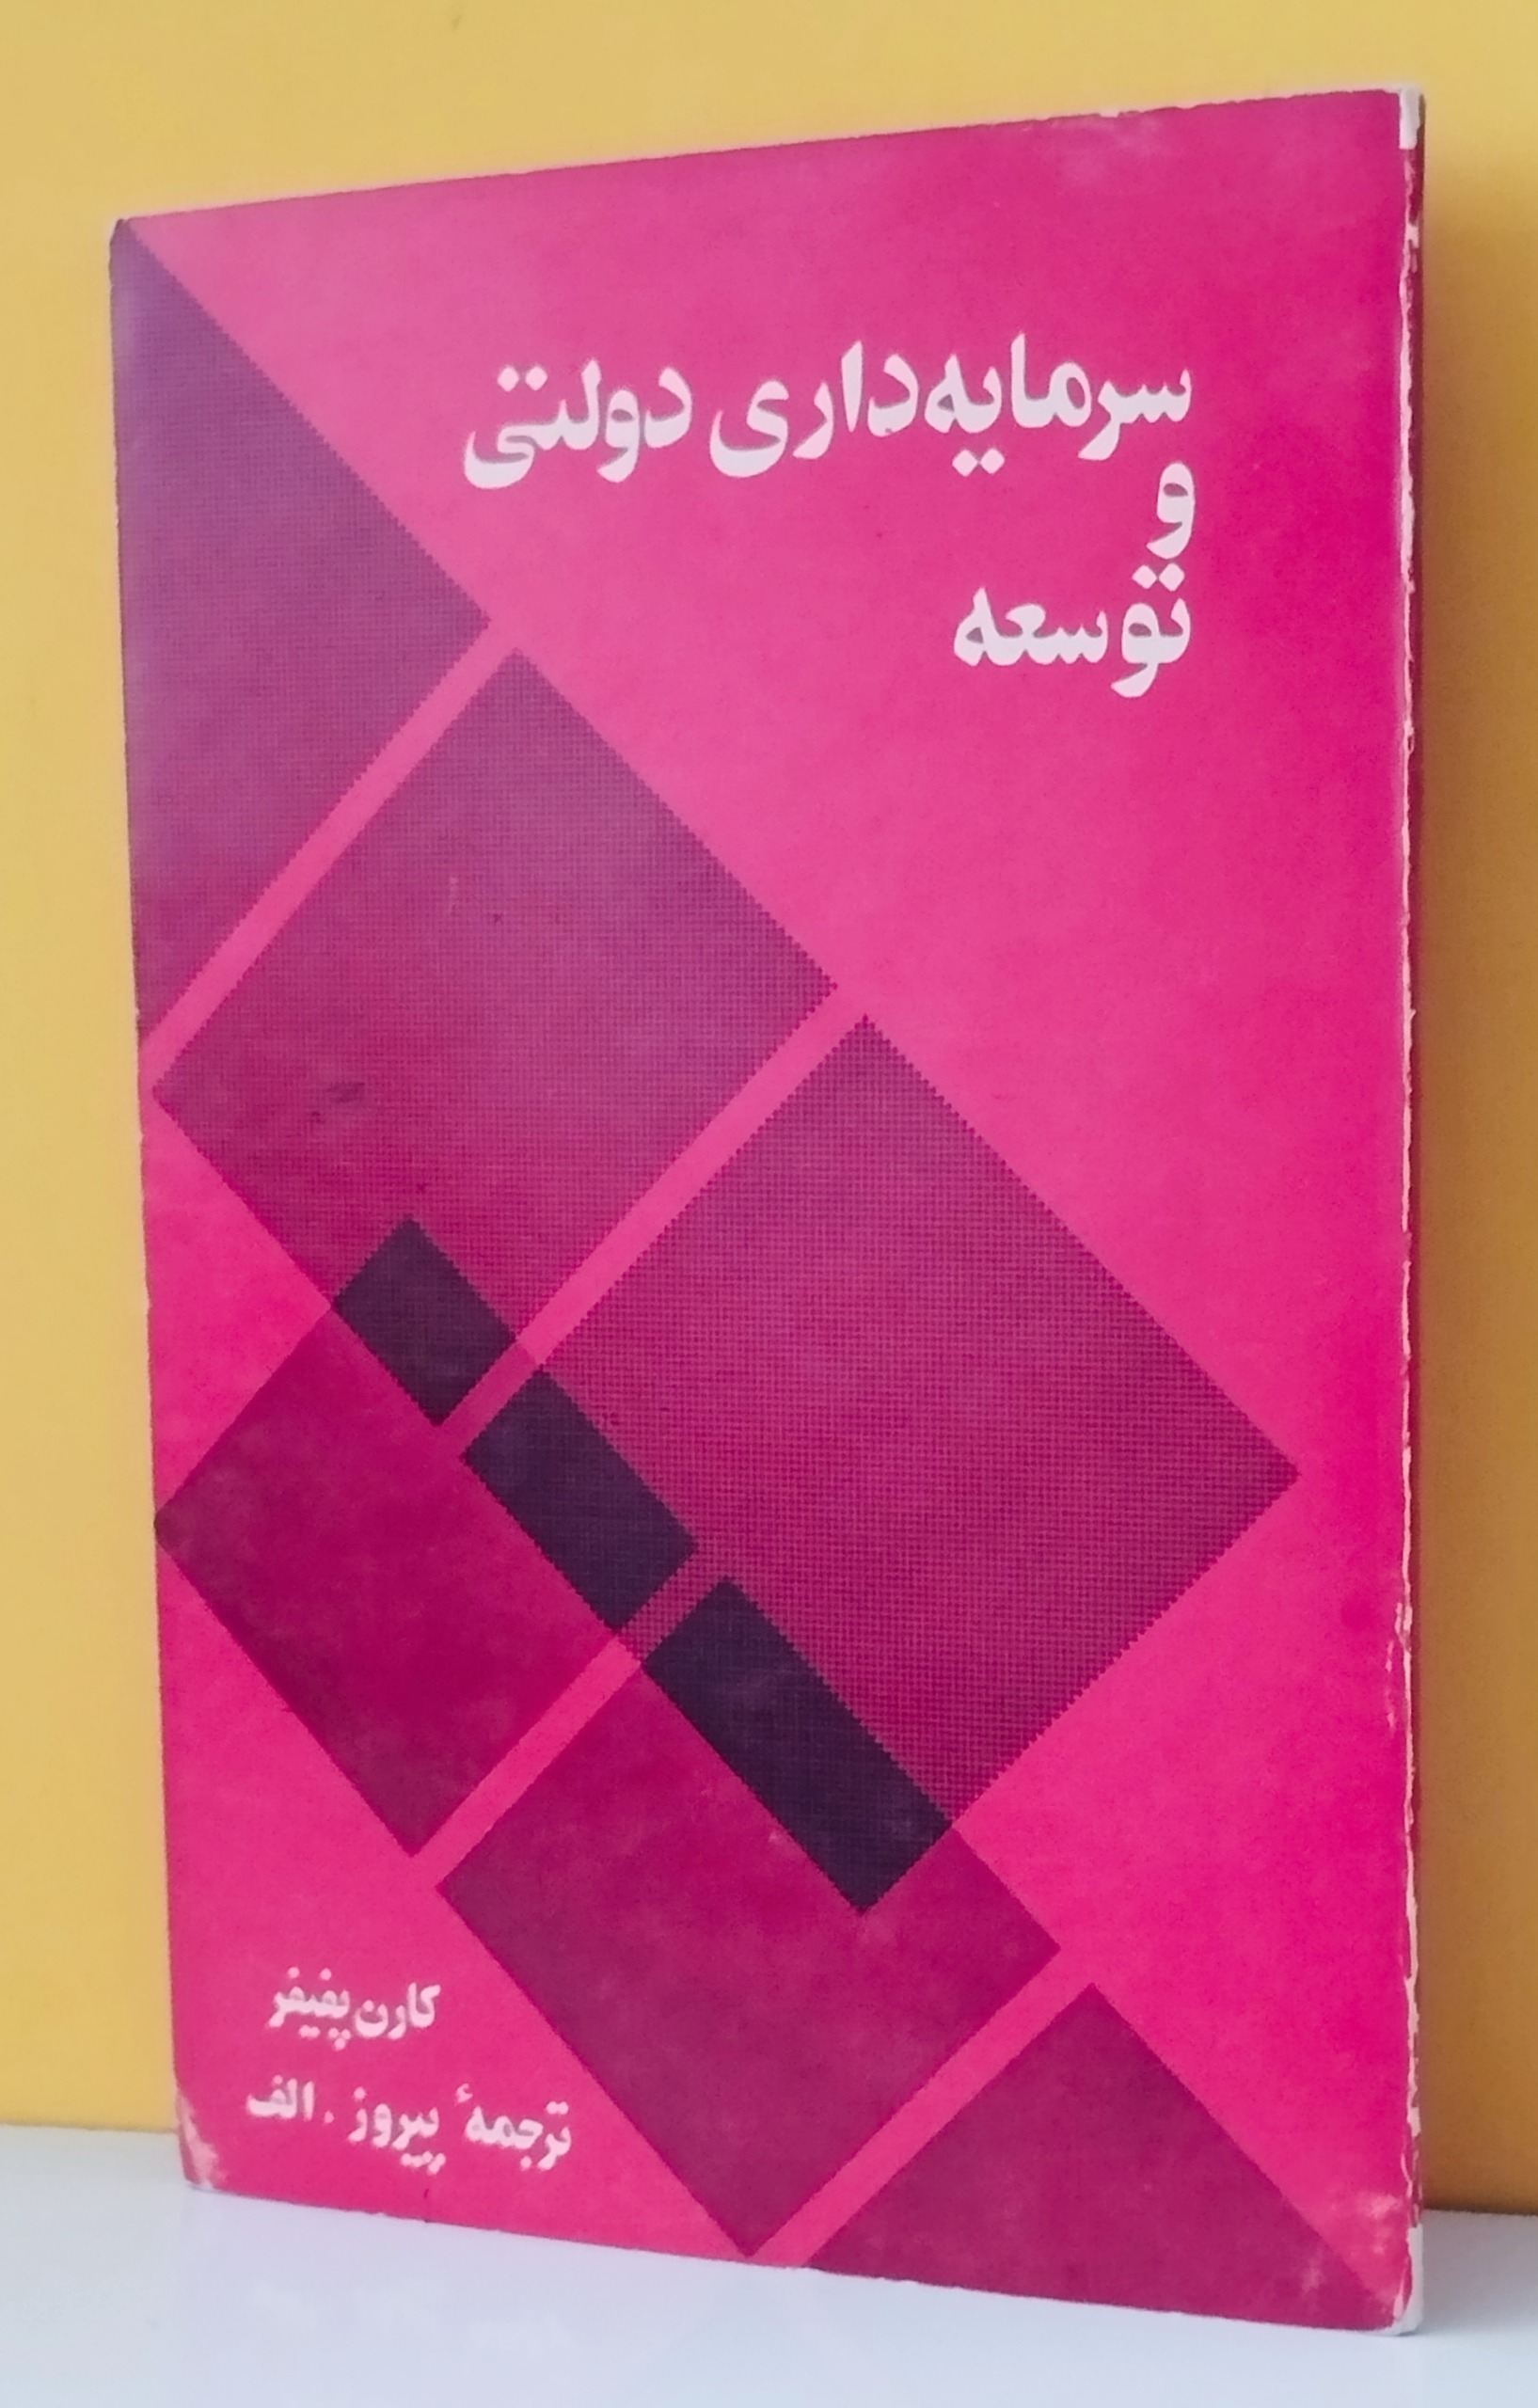 سرمایه‌داری دولتی
و
توسعه
کارن پفیفر
ترجمهٔ پیروز . الف